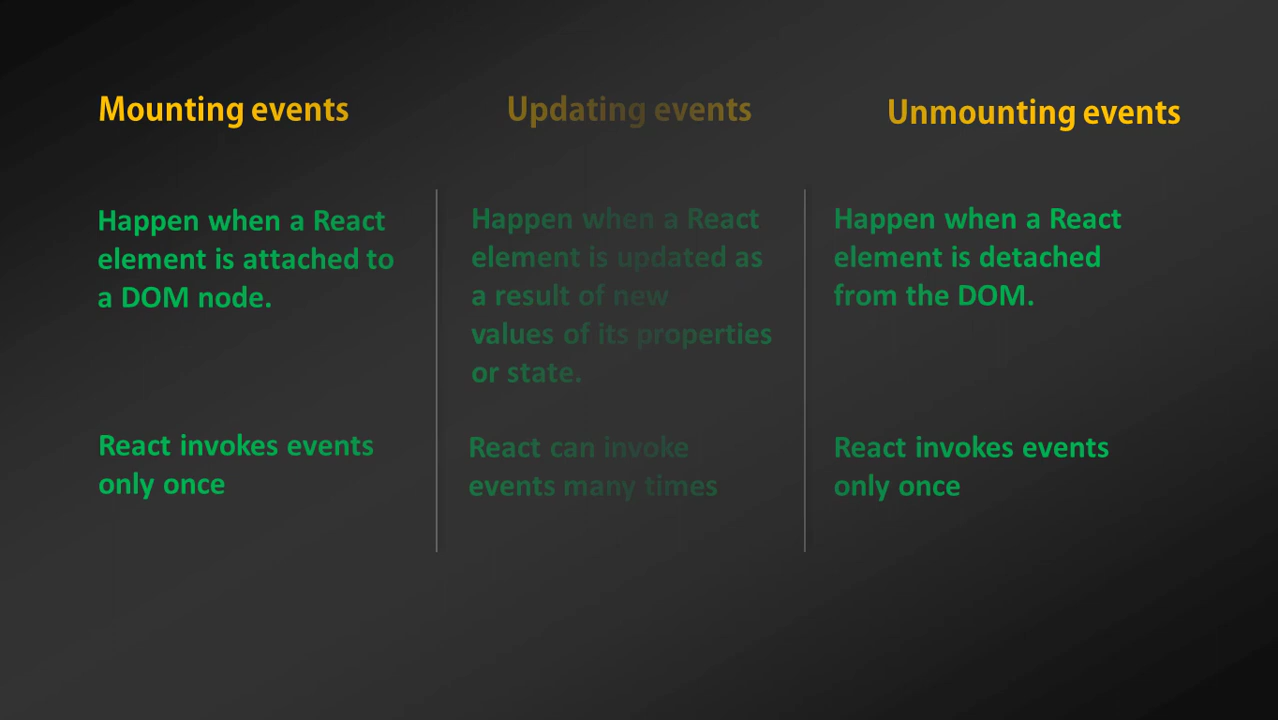 Mounting events
Happen when a React
element is attached to
a DOM node.
React invokes events
only once
Updating events
Happen when a React
element is updated as
a result of new
values of its properties
or state.
React can invoke
events many times
Unmounting events
Happen when a React
element is detached
from the DOM.
React invokes events
only once